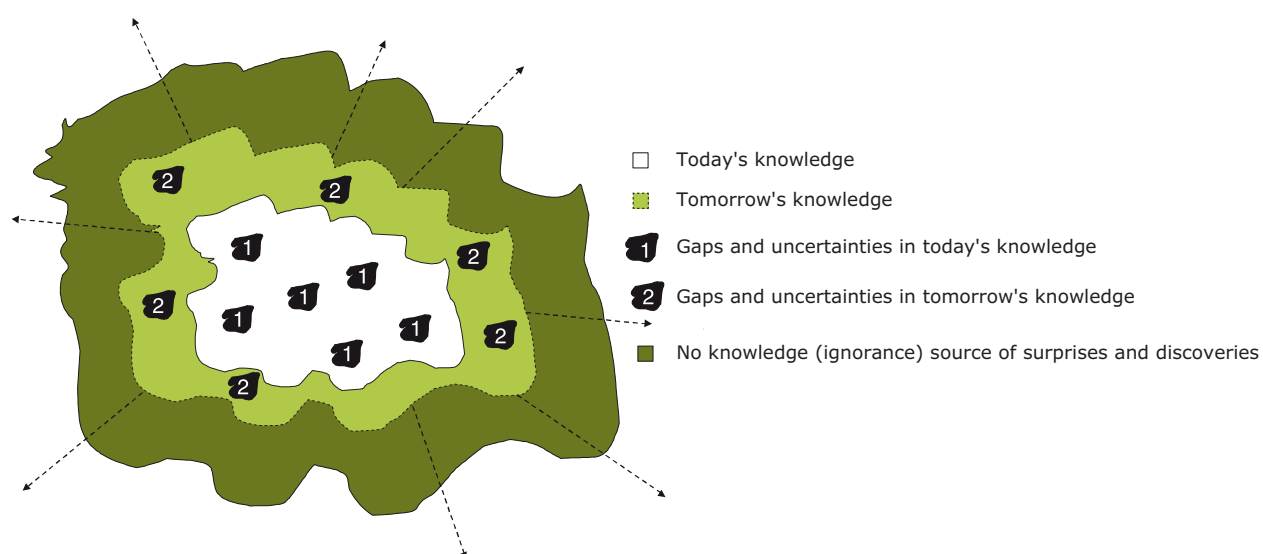 2
2
1
2
1
1
2
1
1
2
1
2
Today's knowledge
Tomorrow's knowledge
1 Gaps and uncertainties in today's knowledge
2 Gaps and uncertainties in tomorrow's knowledge
No knowledge (ignorance) source of surprises and discoveries